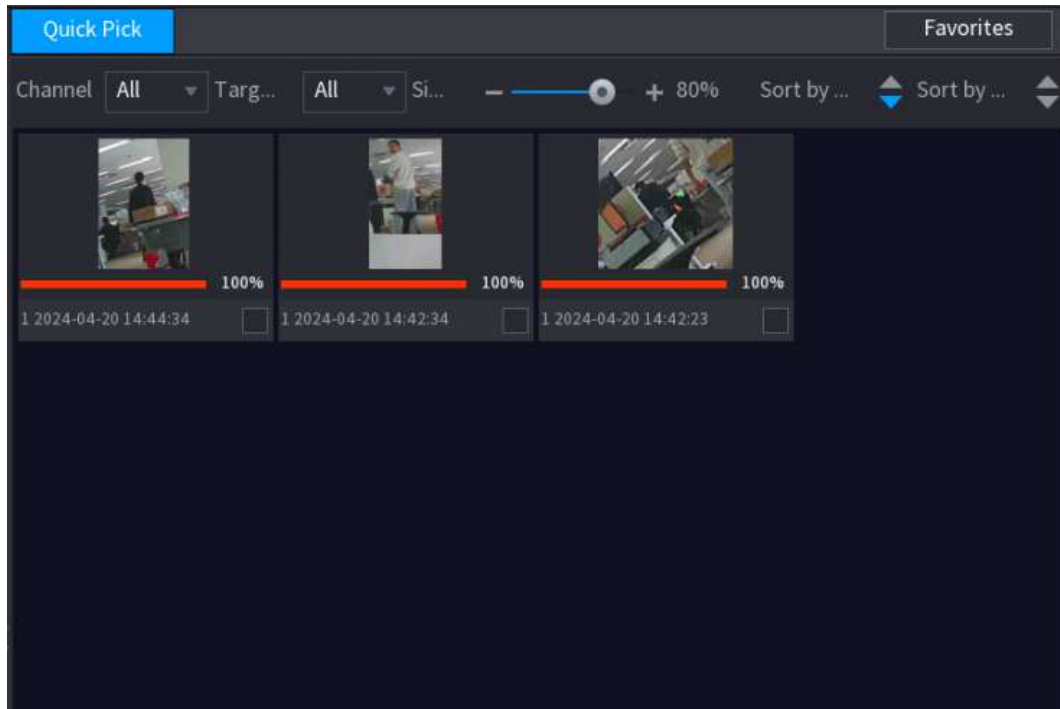 Quick Pick Favorites
Channel All Targ... All Si... 80% Sort by ... Sort by ...
100% 100% 100%
1 2024-04-20 14:44:34 1 2024-04-20 14:42:34 1 2024-04-20 14:42:23